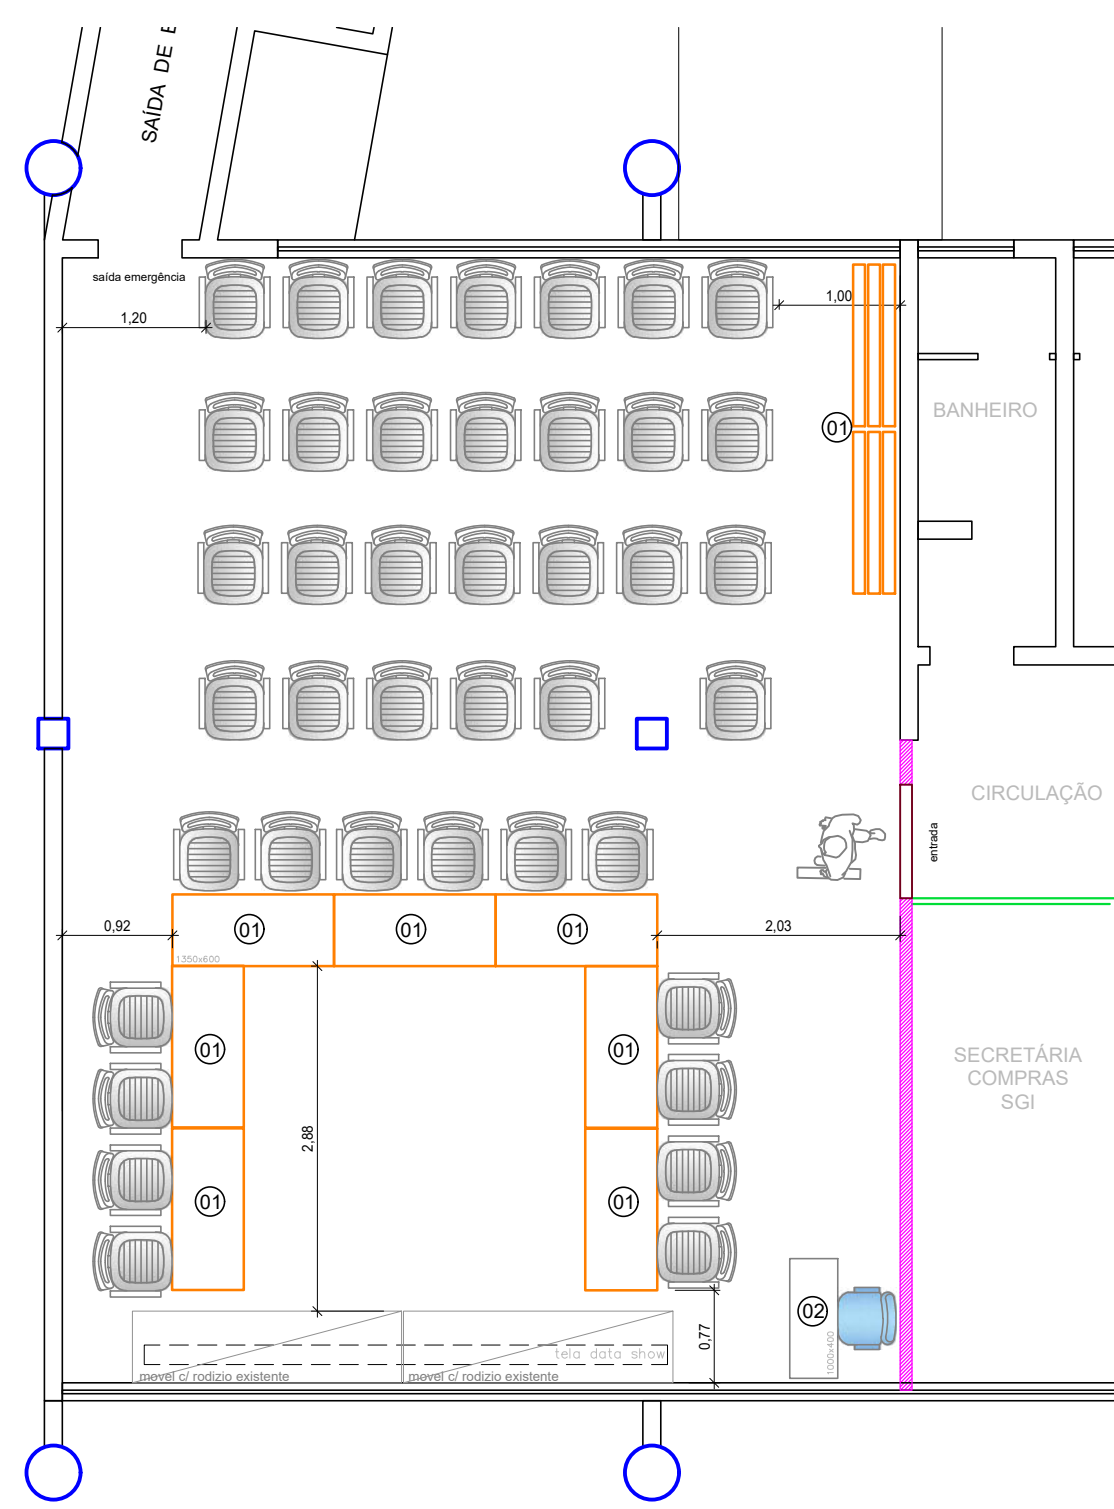 SAÍDA DE
saída emergência
1,20
1,00
01
BANHEIRO
CIRCULAÇÃO
entrada
0,92
01
01
01
2,03
1350x600
01
01
SECRETÁRIA
COMPRAS
SGI
2,88
01
01
02
1000x400
0,77
tela data show
movel c/ rodizio existente
movel c/ rodizio existente